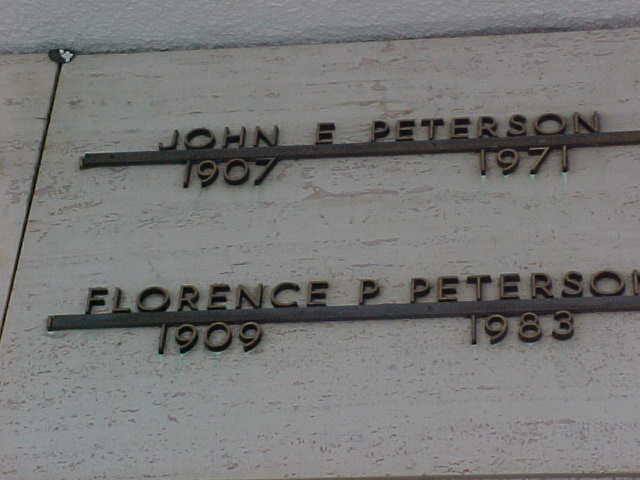 JOHN E PETERSON
1907 1971
FLORENCE P PETERSON
1909 1983